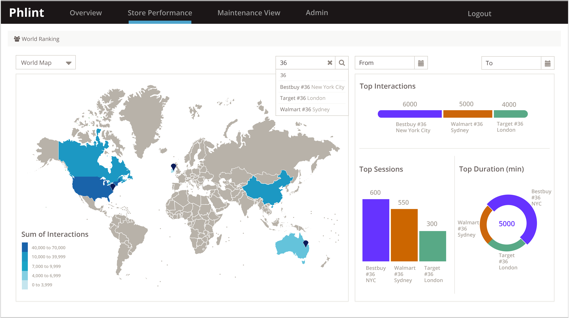 Phlint
Overview
Store Performance
Maintenance View
Admin
Logout
World Ranking
World Map
36
From
To
36
Bestbuy #36 New York City
Target #36 London
Walmart #36 Sydney
Sum of Interactions
40,000 to 70,000
10,000 to 39,999
7,000 to 9,999
4,000 to 6,999
0 to 3,999
Top Interactions
6000
5000
4000
Bestbuy #36
New York City
Walmart #36
Sydney
Target #36
London
Top Sessions
600
550
300
Bestbuy
#36
NYC
Walmart
#36
Sydney
Target
#36
London
Top Duration (min)
Bestbuy
#36
NYC
Walmart
#36
Sydney
5000
Target
#36
London